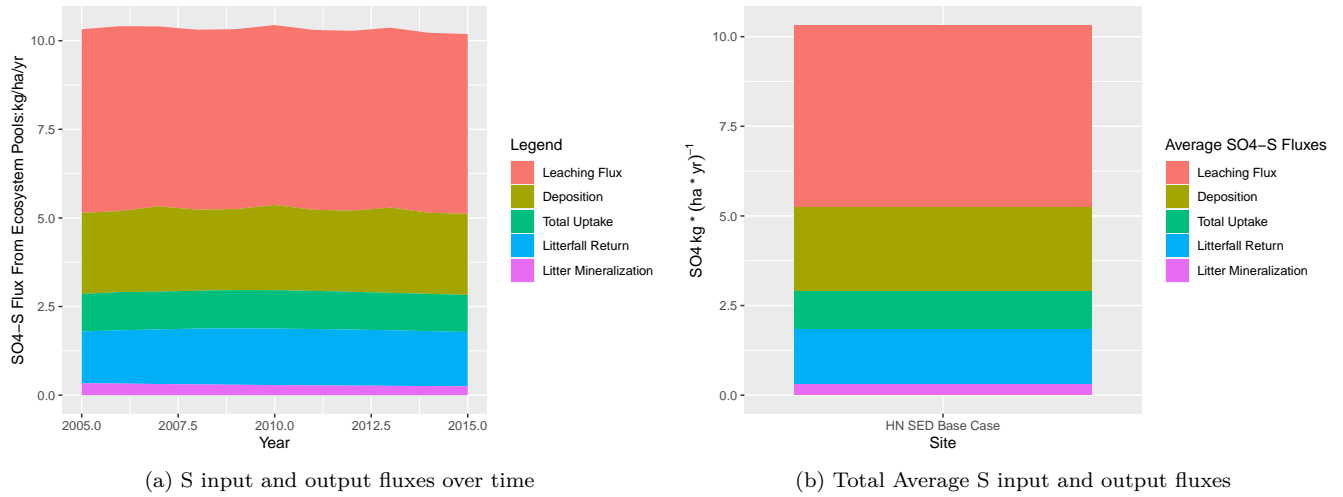 SO4−S Flux From Ecosystem Pools:kg/ha/yr
10.0
7.5
5.0
2.5
0.0
2005.0 2007.5 2010.0 2012.5 2015.0
Year
Legend
Leaching Flux
Deposition
Total Uptake
Litterfall Return
Litter Mineralization
(a) S input and output fluxes over time
SO4 kg * (ha * yr)⁻¹
10.0
7.5
5.0
2.5
0.0
HN SED Base Case
Site
Average SO4−S Fluxes
Leaching Flux
Deposition
Total Uptake
Litterfall Return
Litter Mineralization
(b) Total Average S input and output fluxes